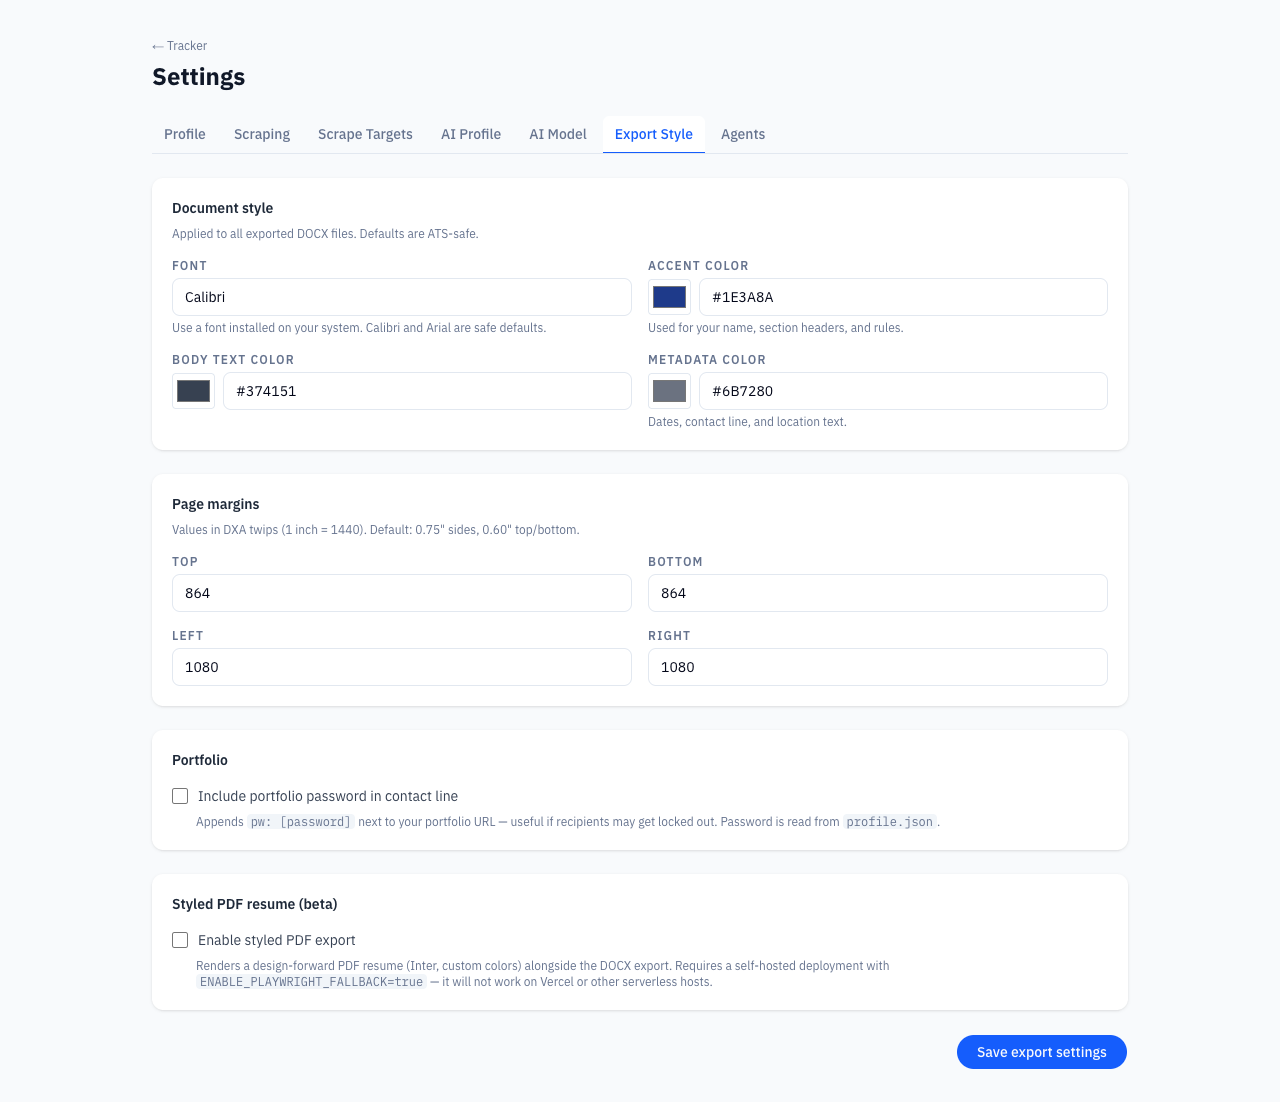 ← Tracker
Settings
Profile Scraping Scrape Targets AI Profile AI Model Export Style Agents
Document style
Applied to all exported DOCX files. Defaults are ATS-safe.
FONT
Calibri
Use a font installed on your system. Calibri and Arial are safe defaults.
ACCENT COLOR
#1E3A8A
Used for your name, section headers, and rules.
BODY TEXT COLOR
#374151
METADATA COLOR
#6B7280
Dates, contact line, and location text.
Page margins
Values in DXA twips (1 inch = 1440). Default: 0.75" sides, 0.60" top/bottom.
TOP
864
BOTTOM
864
LEFT
1080
RIGHT
1080
Portfolio
Include portfolio password in contact line
Appends pw: [password] next to your portfolio URL — useful if recipients may get locked out. Password is read from profile.json.
Styled PDF resume (beta)
Enable styled PDF export
Renders a design-forward PDF resume (Inter, custom colors) alongside the DOCX export. Requires a self-hosted deployment with
ENABLE_PLAYWRIGHT_FALLBACK=true — it will not work on Vercel or other serverless hosts.
Save export settings